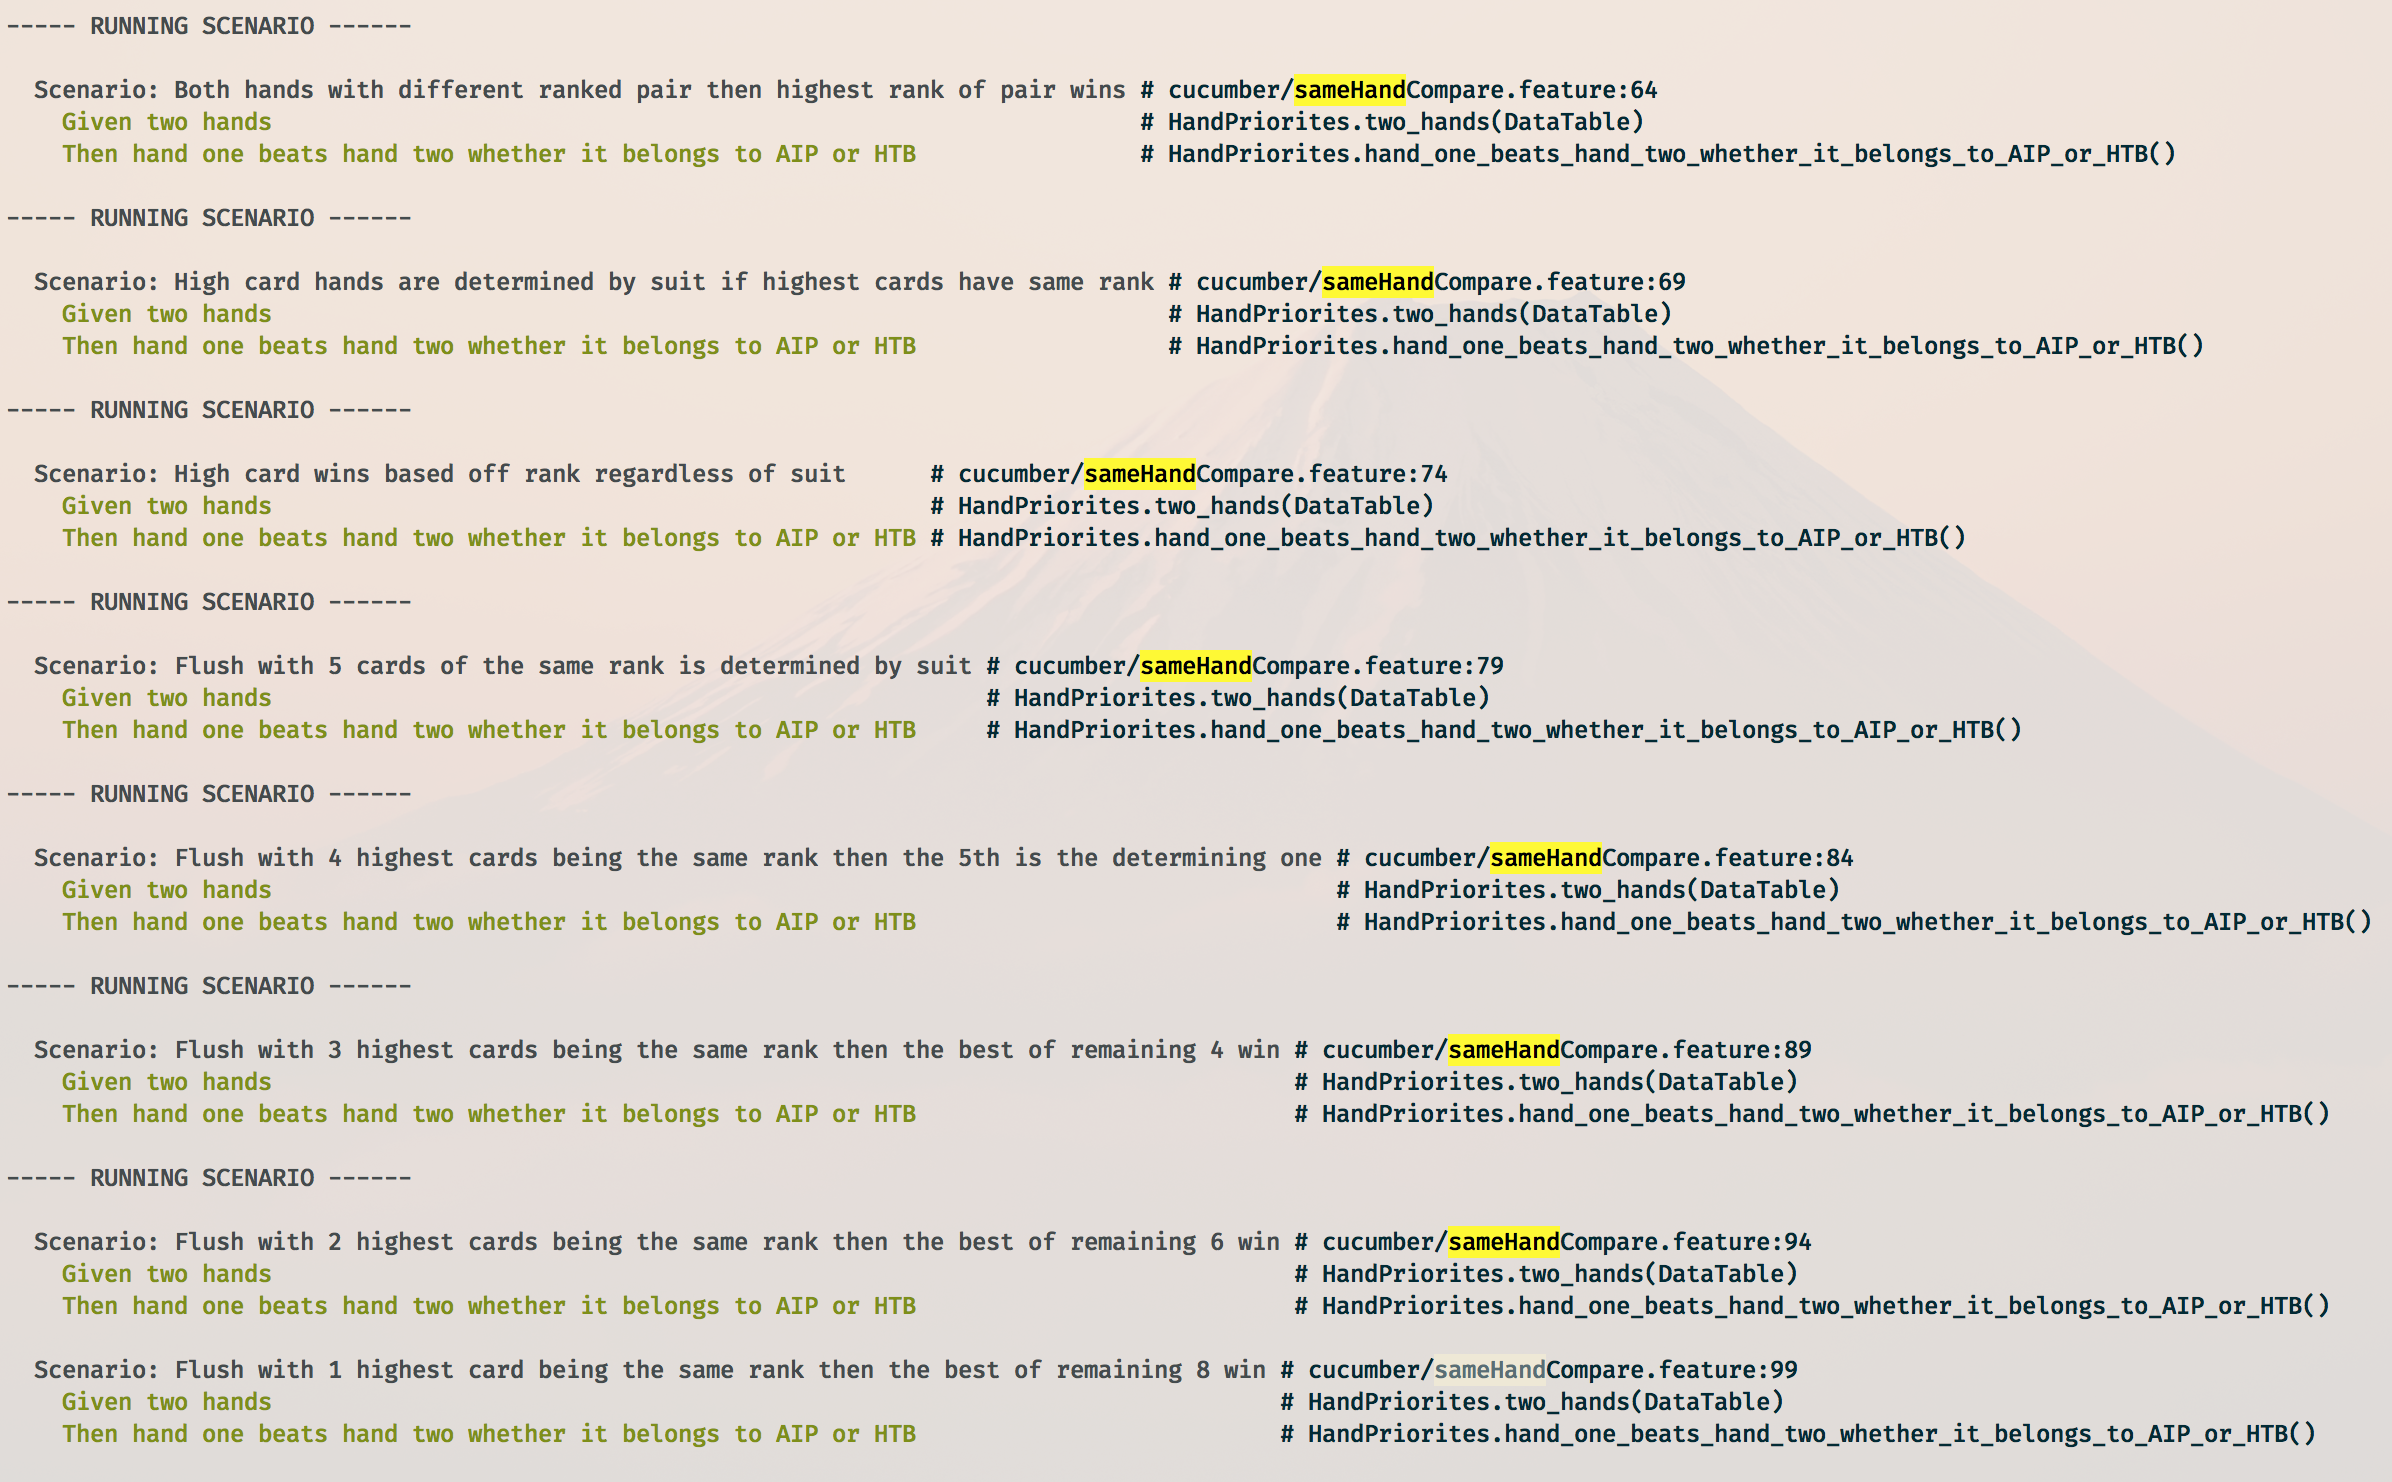 ----- RUNNING SCENARIO ------
Scenario: Both hands with different ranked pair then highest rank of pair wins # cucumber/sameHandCompare.feature:64
Given two hands # HandPriorites.two_hands(DataTable)
Then hand one beats hand two whether it belongs to AIP or HTB # HandPriorites.hand_one_beats_hand_two_whether_it_belongs_to_AIP_or_HTB()
----- RUNNING SCENARIO ------
Scenario: High card hands are determined by suit if highest cards have same rank # cucumber/sameHandCompare.feature:69
Given two hands # HandPriorites.two_hands(DataTable)
Then hand one beats hand two whether it belongs to AIP or HTB # HandPriorites.hand_one_beats_hand_two_whether_it_belongs_to_AIP_or_HTB()
----- RUNNING SCENARIO ------
Scenario: High card wins based off rank regardless of suit # cucumber/sameHandCompare.feature:74
Given two hands # HandPriorites.two_hands(DataTable)
Then hand one beats hand two whether it belongs to AIP or HTB # HandPriorites.hand_one_beats_hand_two_whether_it_belongs_to_AIP_or_HTB()
----- RUNNING SCENARIO ------
Scenario: Flush with 5 cards of the same rank is determined by suit # cucumber/sameHandCompare.feature:79
Given two hands # HandPriorites.two_hands(DataTable)
Then hand one beats hand two whether it belongs to AIP or HTB # HandPriorites.hand_one_beats_hand_two_whether_it_belongs_to_AIP_or_HTB()
----- RUNNING SCENARIO ------
Scenario: Flush with 4 highest cards being the same rank then the 5th is the determining one # cucumber/sameHandCompare.feature:84
Given two hands # HandPriorites.two_hands(DataTable)
Then hand one beats hand two whether it belongs to AIP or HTB # HandPriorites.hand_one_beats_hand_two_whether_it_belongs_to_AIP_or_HTB()
----- RUNNING SCENARIO ------
Scenario: Flush with 3 highest cards being the same rank then the best of remaining 4 win # cucumber/sameHandCompare.feature:89
Given two hands # HandPriorites.two_hands(DataTable)
Then hand one beats hand two whether it belongs to AIP or HTB # HandPriorites.hand_one_beats_hand_two_whether_it_belongs_to_AIP_or_HTB()
----- RUNNING SCENARIO ------
Scenario: Flush with 2 highest cards being the same rank then the best of remaining 6 win # cucumber/sameHandCompare.feature:94
Given two hands # HandPriorites.two_hands(DataTable)
Then hand one beats hand two whether it belongs to AIP or HTB # HandPriorites.hand_one_beats_hand_two_whether_it_belongs_to_AIP_or_HTB()
Scenario: Flush with 1 highest card being the same rank then the best of remaining 8 win # cucumber/sameHandCompare.feature:99
Given two hands # HandPriorites.two_hands(DataTable)
Then hand one beats hand two whether it belongs to AIP or HTB # HandPriorites.hand_one_beats_hand_two_whether_it_belongs_to_AIP_or_HTB()